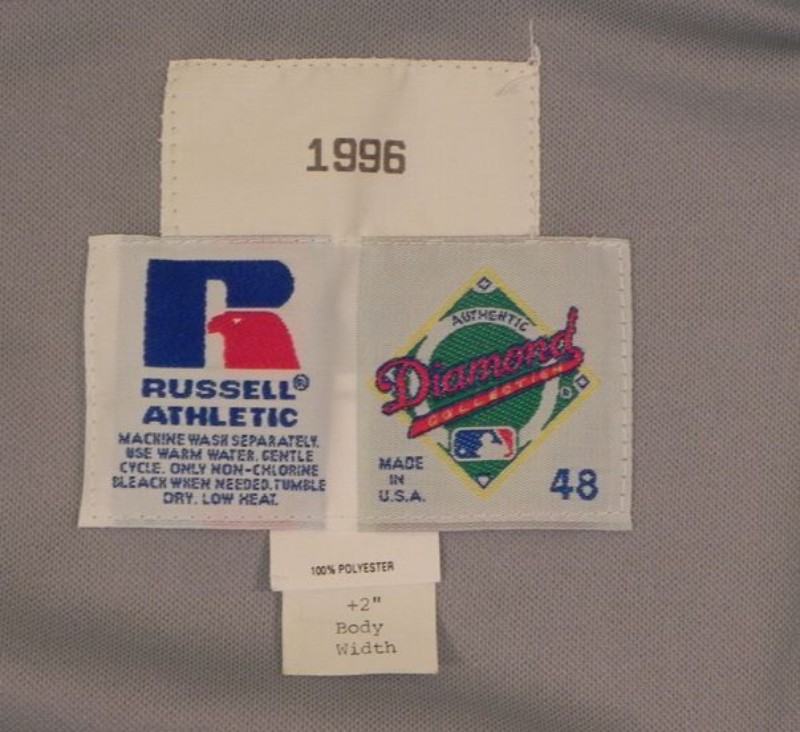 1996
RUSSELL®
ATHLETIC
MACHINE WASH SEPARATELY.
USE WARM WATER. GENTLE
CYCLE. ONLY NON-CHLORINE
BLEACH WHEN NEEDED. TUMBLE
DRY. LOW HEAT.
AUTHENTIC
Diamond
COLLECTION
MADE
IN
U.S.A.
48
100% POLYESTER
+2"
Body
Width